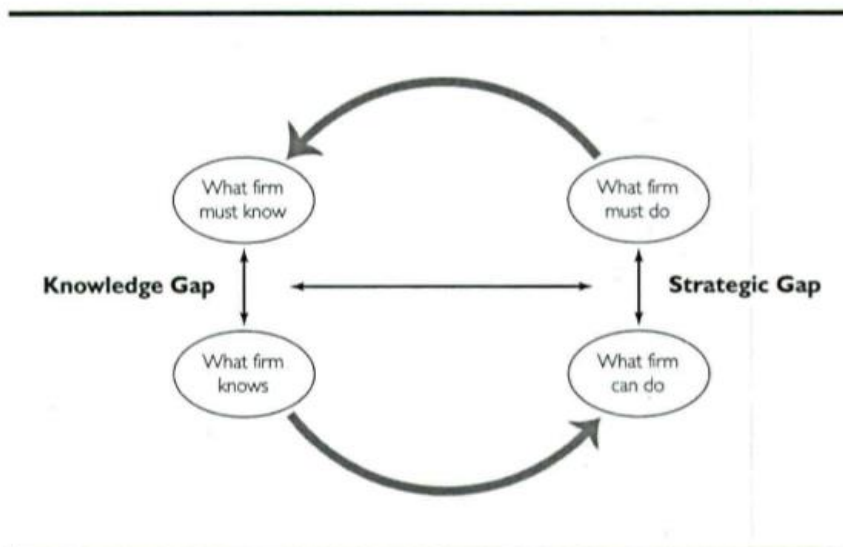 What firm
must know
What firm
must do
Knowledge Gap
Strategic Gap
What firm
knows
What firm
can do